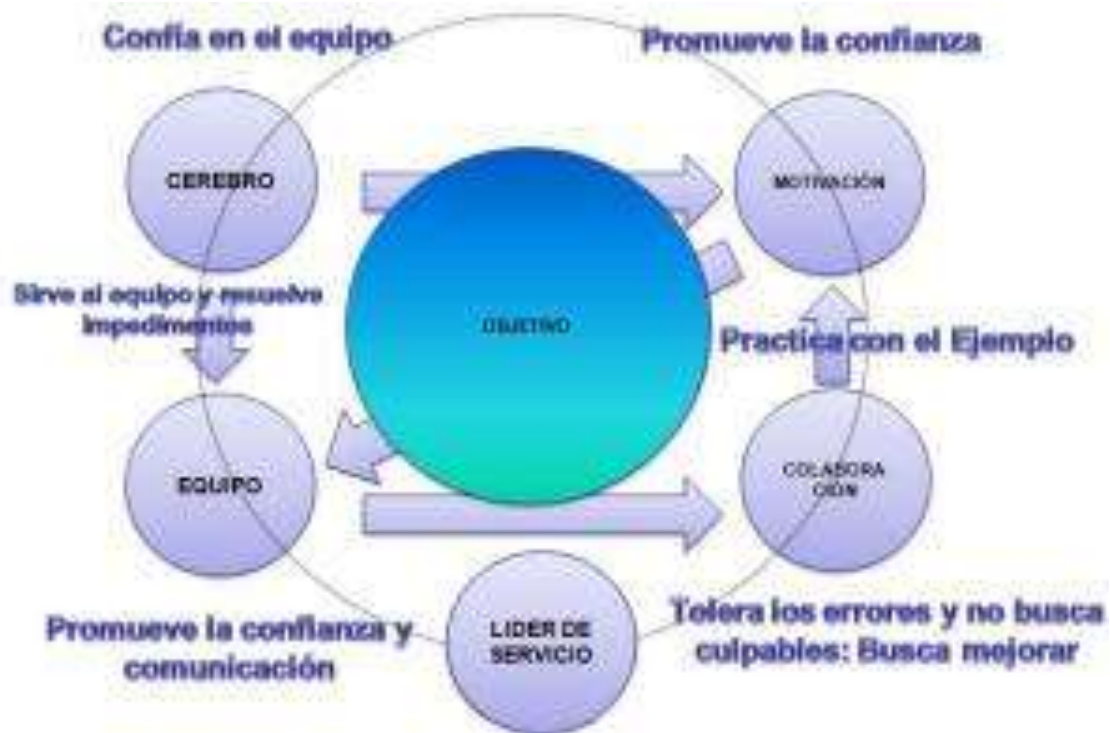 Confía en el equipo
Promueve la confianza
CEREBRO
MOTIVACIÓN
Sirve al equipo y resuelve
Impedimentos
OBJETIVO
Practica con el Ejemplo
EQUIPO
COLABORA
CIÓN
Promueve la confianza y
comunicación
LIDER DE
SERVICIO
Tolera los errores y no busca
culpables: Busca mejorar